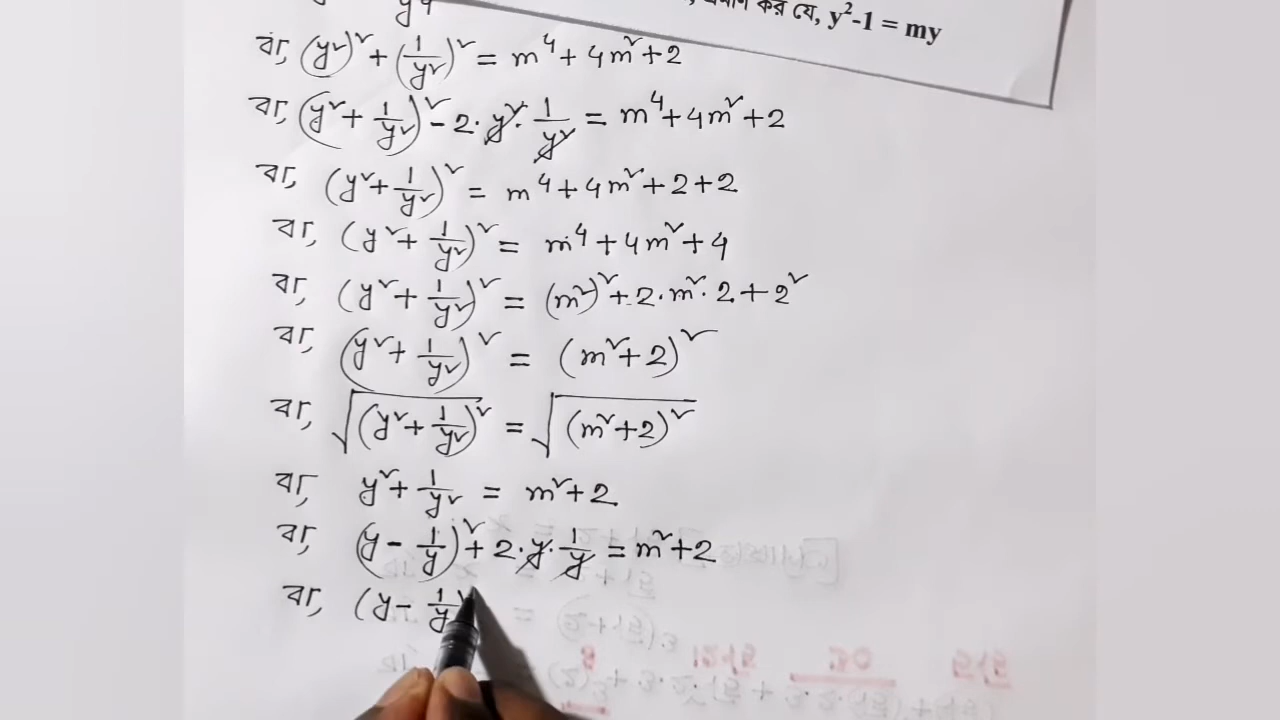 প্রমাণ কর যে, y²-1 = my
y⁴
বা, (y²)² + (1/y²)² = m⁴ + 4m² + 2
বা, (y² + 1/y²)² - 2 · y² · 1/y² = m⁴ + 4m² + 2
বা, (y² + 1/y²)² = m⁴ + 4m² + 2 + 2
বা, (y² + 1/y²)² = m⁴ + 4m² + 4
বা, (y² + 1/y²)² = (m²)² + 2 · m² · 2 + 2²
বা, (y² + 1/y²)² = (m² + 2)²
বা, √(y² + 1/y²)² = √(m² + 2)²
বা, y² + 1/y² = m² + 2
বা, (y - 1/y)² + 2 · y · 1/y = m² + 2
বা, (y - 1/y)